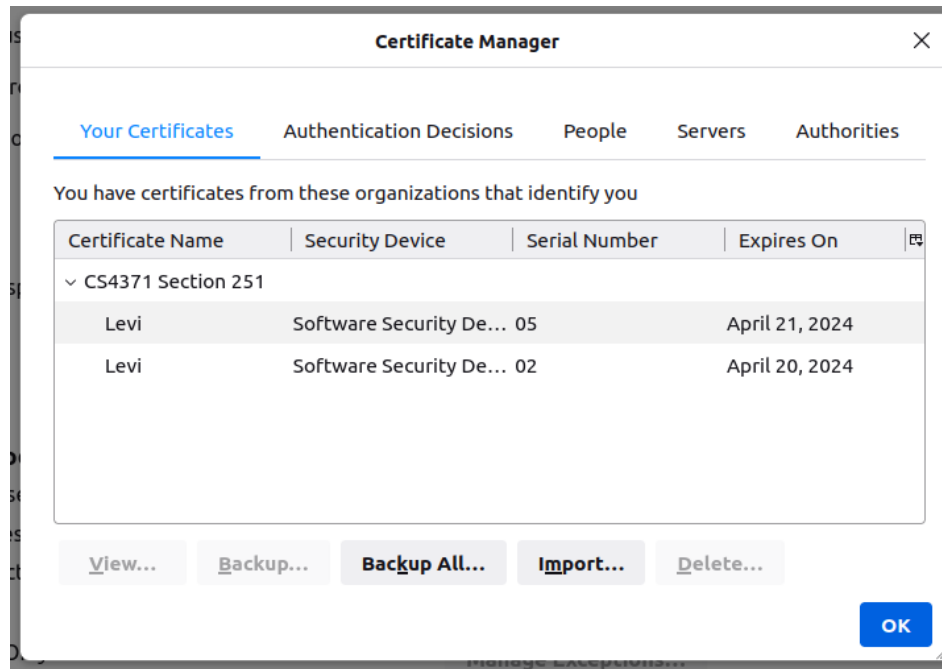 Certificate Manager
Your Certificates Authentication Decisions People Servers Authorities
You have certificates from these organizations that identify you
Certificate Name Security Device Serial Number Expires On
CS4371 Section 251
Levi Software Security De... 05 April 21, 2024
Levi Software Security De... 02 April 20, 2024
View... Backup... Backup All... Import... Delete...
OK
Manage Exceptions...